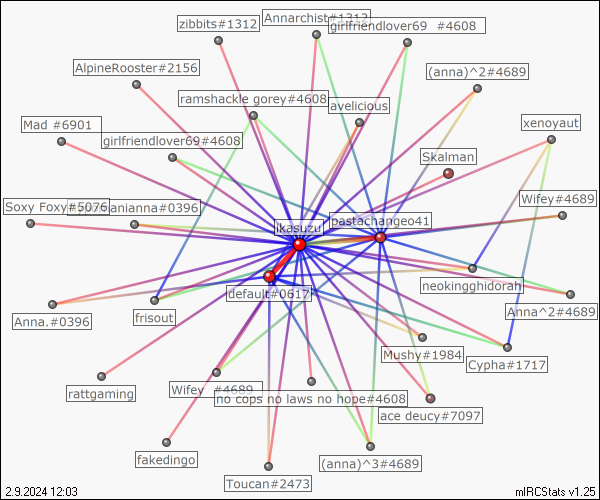 zibbits#1312
Annarchist#1312
girlfriendlover69 #4608
AlpineRooster#2156
(anna)^2#4689
ramshackle gorey#4608
avelicious
Mad #6901
xenoyaut
girlfriendlover69#4608
Skalman
Wifey#4689
Soxy Foxy#5076
anianna#0396
ikasuzu
pastachangeo41
neokingghidorah
default#0617
Anna^2#4689
Anna.#0396
frisout
Mushy#1984
Cypha#1717
rattgaming
Wifey #4689
no cops no laws no hope#4608
ace deucy#7097
fakedingo
(anna)^3#4689
Toucan#2473
2.9.2024 12:03
mIRCStats v1.25